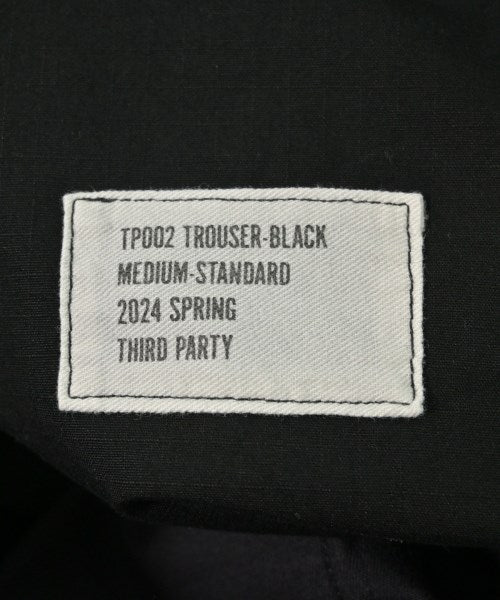 TP002 TROUSER-BLACK
MEDIUM-STANDARD
2024 SPRING
THIRD PARTY